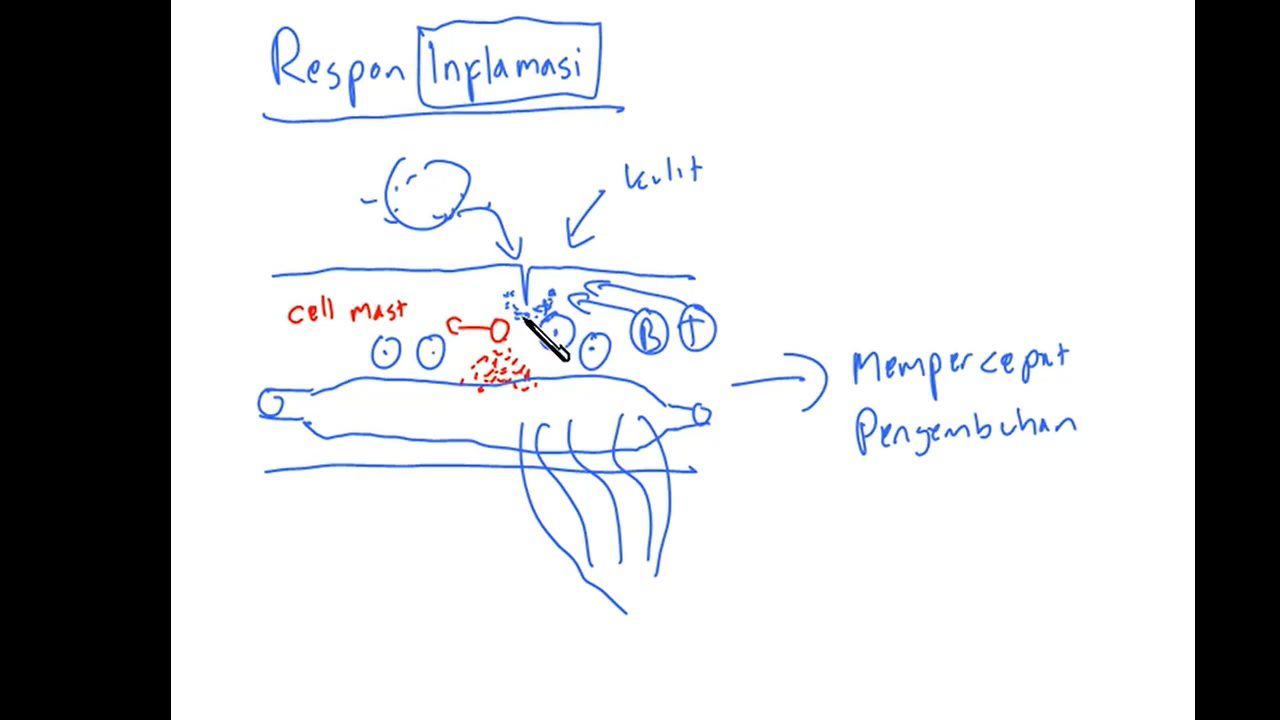 Respon Inflamasi
kulit
cell mast
B T
Mempercepat
Pengembuhan